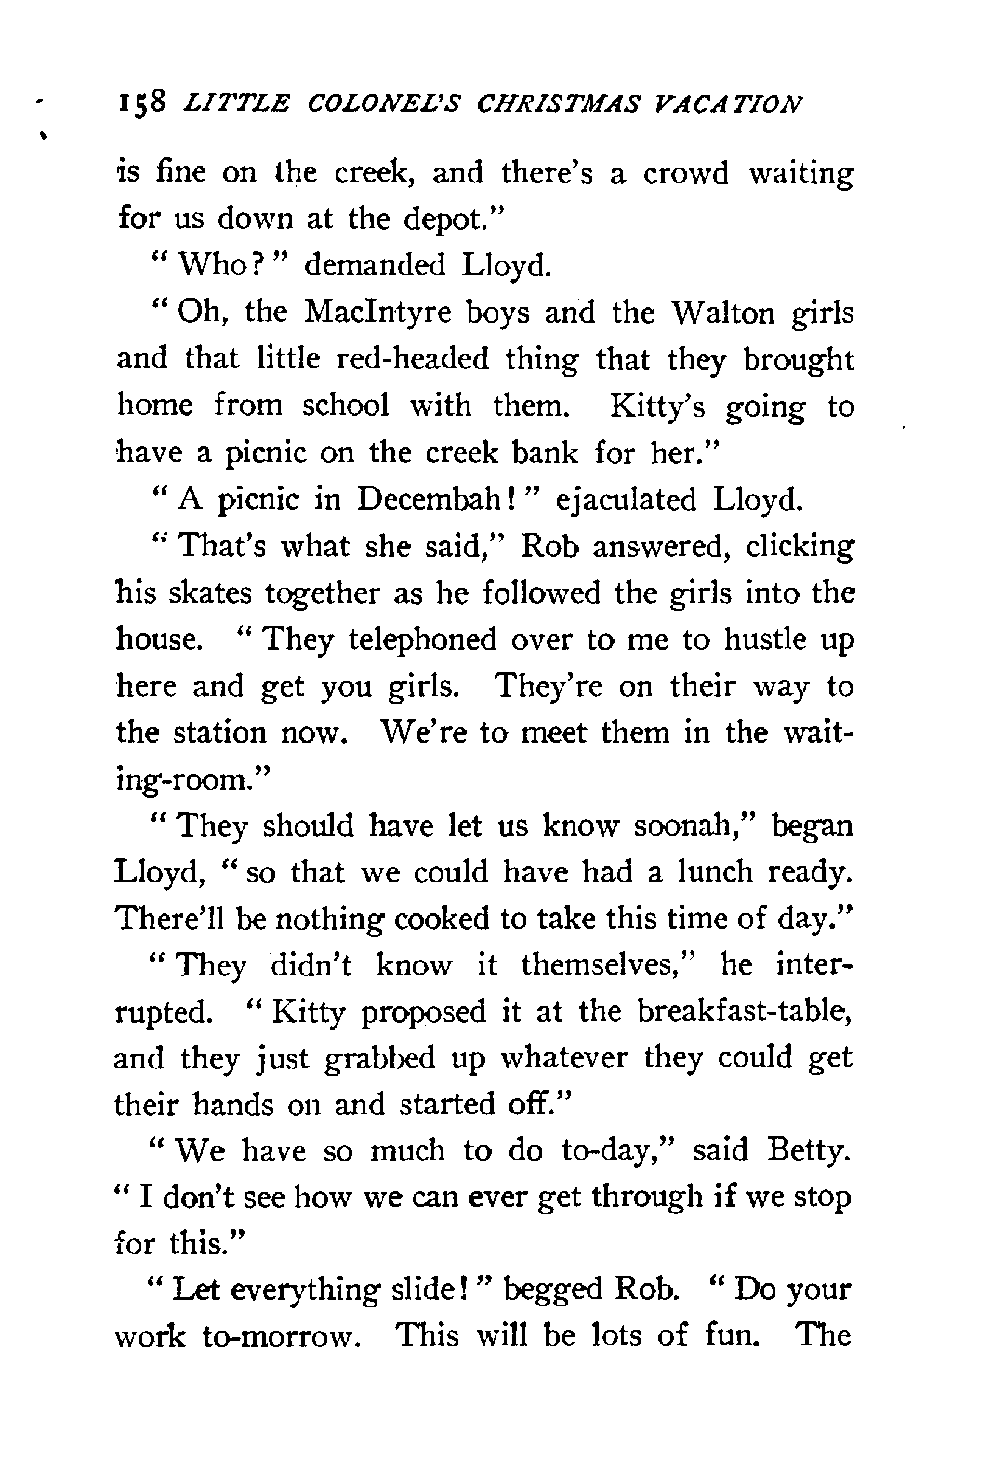 158 LITTLE COLONEL'S CHRISTMAS VACATION
is fine on the creek, and there's a crowd waiting
for us down at the depot."
" Who? " demanded Lloyd.
" Oh, the MacIntyre boys and the Walton girls
and that little red-headed thing that they brought
home from school with them. Kitty's going to
have a picnic on the creek bank for her."
" A picnic in Decembah! " ejaculated Lloyd.
" That's what she said," Rob answered, clicking
his skates together as he followed the girls into the
house. " They telephoned over to me to hustle up
here and get you girls. They're on their way to
the station now. We're to meet them in the wait-
ing-room."
" They should have let us know soonah," began
Lloyd, " so that we could have had a lunch ready.
There'll be nothing cooked to take this time of day."
" They didn't know it themselves," he inter-
rupted. " Kitty proposed it at the breakfast-table,
and they just grabbed up whatever they could get
their hands on and started off."
" We have so much to do to-day," said Betty.
" I don't see how we can ever get through if we stop
for this."
" Let everything slide! " begged Rob. " Do your
work to-morrow. This will be lots of fun. The